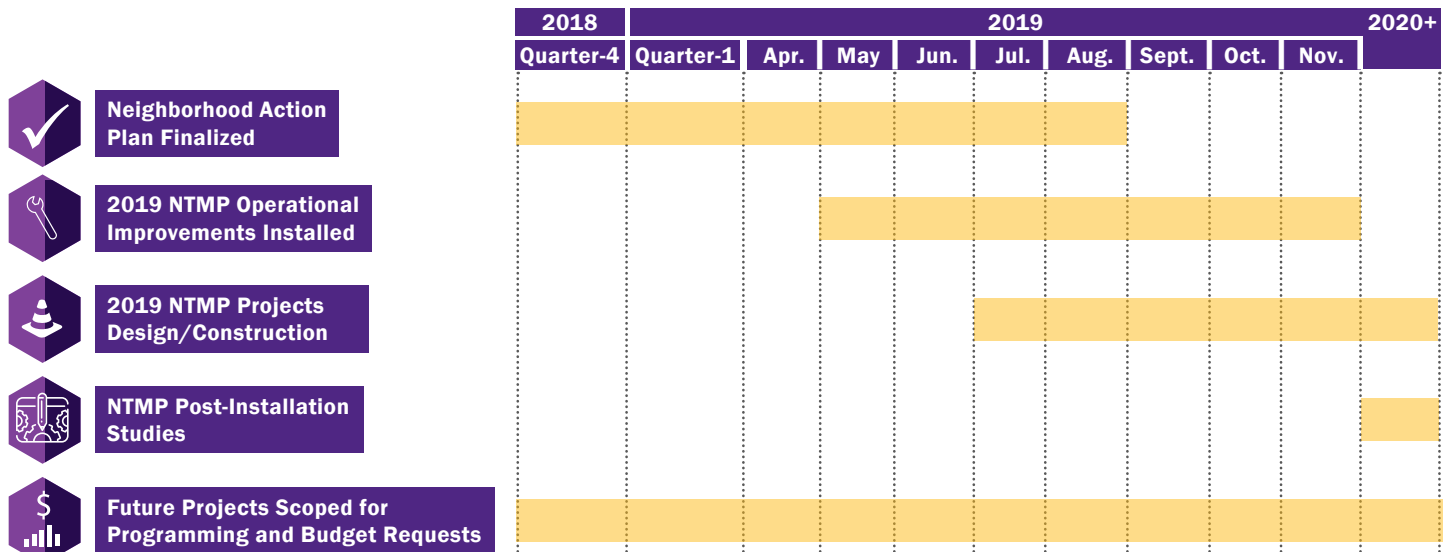 2018 2019 2020+
Quarter-4 Quarter-1 Apr. May Jun. Jul. Aug. Sept. Oct. Nov.
Neighborhood Action
Plan Finalized
2019 NTMP Operational
Improvements Installed
2019 NTMP Projects
Design/Construction
NTMP Post-Installation
Studies
$
Future Projects Scoped for
Programming and Budget Requests